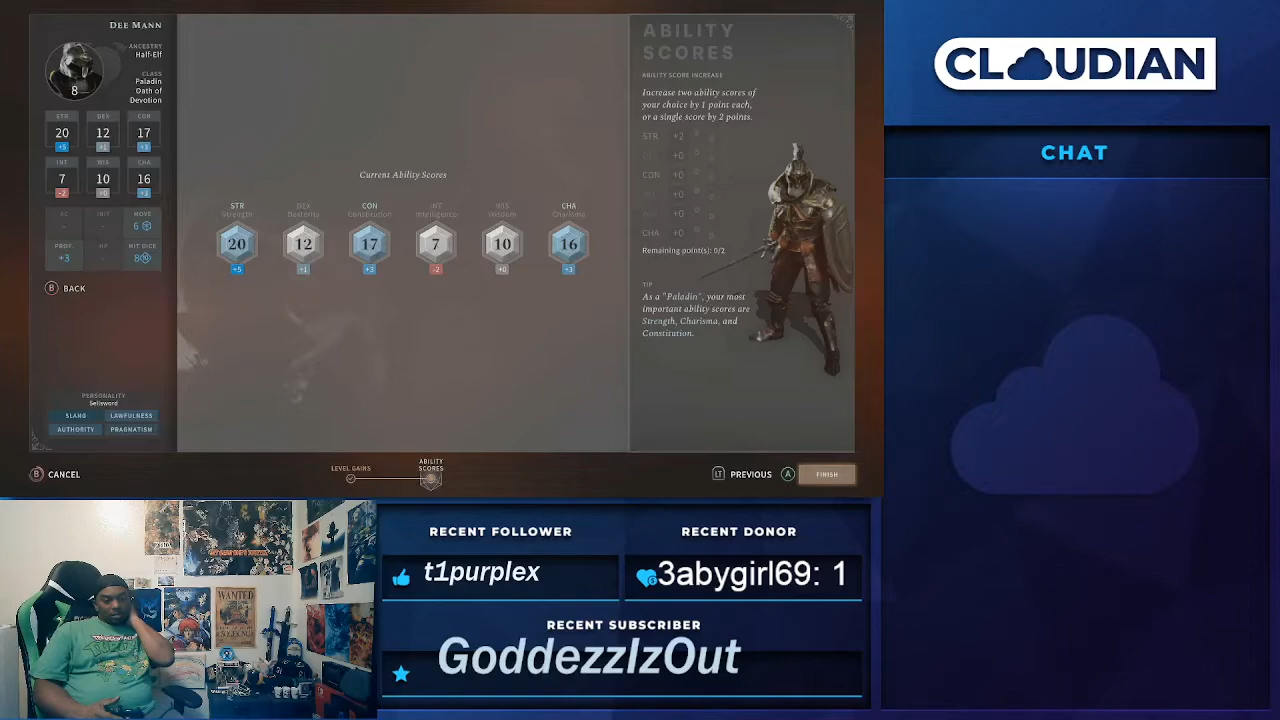 DEE MANN
ANCESTRY
Half-Elf
CLASS
Paladin
Oath of
Devotion
8
STR DEX CON
20 12 17
+5 +1 +3
INT WIS CHA
7 10 16
-2 +0 +3
AC INIT MOVE
- - 6
PROF. HP HIT DICE
+3 - 8
B BACK
PERSONALITY
Sellsword
SLANG LAWFULNESS
AUTHORITY PRAGMATISM
B CANCEL
Current Ability Scores
STR DEX CON INT WIS CHA
Strength Dexterity Constitution Intelligence Wisdom Charisma
20 12 17 7 10 16
+5 +1 +3 -2 +0 +3
LEVEL GAINS
ABILITY
SCORES
ABILITY
SCORES
ABILITY SCORE INCREASE
Increase two ability scores of
your choice by 1 point each,
or a single score by 2 points.
STR +2
+0
CON +0
+0
+0
CHA +0
Remaining point(s): 0/2
TIP
As a "Paladin", your most
important ability scores are
Strength, Charisma, and
Constitution.
LT PREVIOUS A FINISH
CLOUDIAN
CHAT
RECENT FOLLOWER
t1purplex
RECENT DONOR
3abygirl69: 1
RECENT SUBSCRIBER
GoddezzIzOut
WANTED